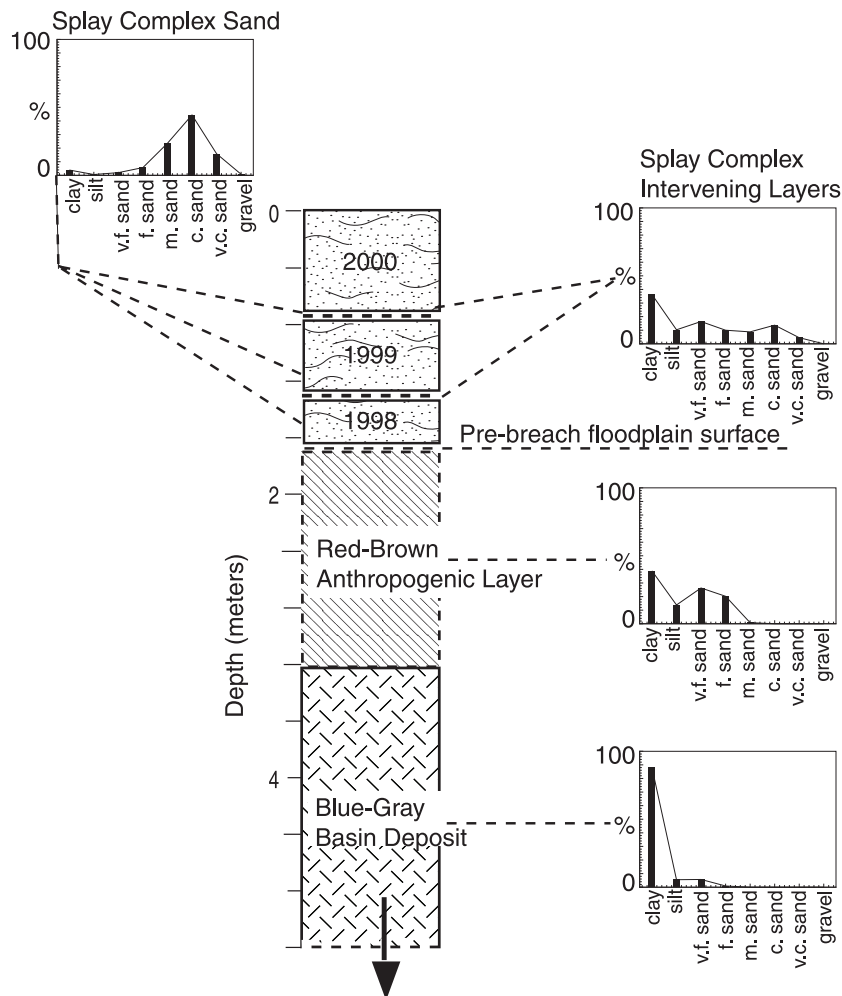 Splay Complex Sand
100
%
0
clay
silt
v.f. sand
f. sand
m. sand
c. sand
v.c. sand
gravel
Splay Complex
Intervening Layers
100
%
0
clay
silt
v.f. sand
f. sand
m. sand
c. sand
v.c. sand
gravel
0
2000
1999
1998
Pre-breach floodplain surface
2
Depth (meters)
Red-Brown
Anthropogenic Layer
100
%
0
clay
silt
v.f. sand
f. sand
m. sand
c. sand
v.c. sand
gravel
4
Blue-Gray
Basin Deposit
100
%
0
clay
silt
v.f. sand
f. sand
m. sand
c. sand
v.c. sand
gravel